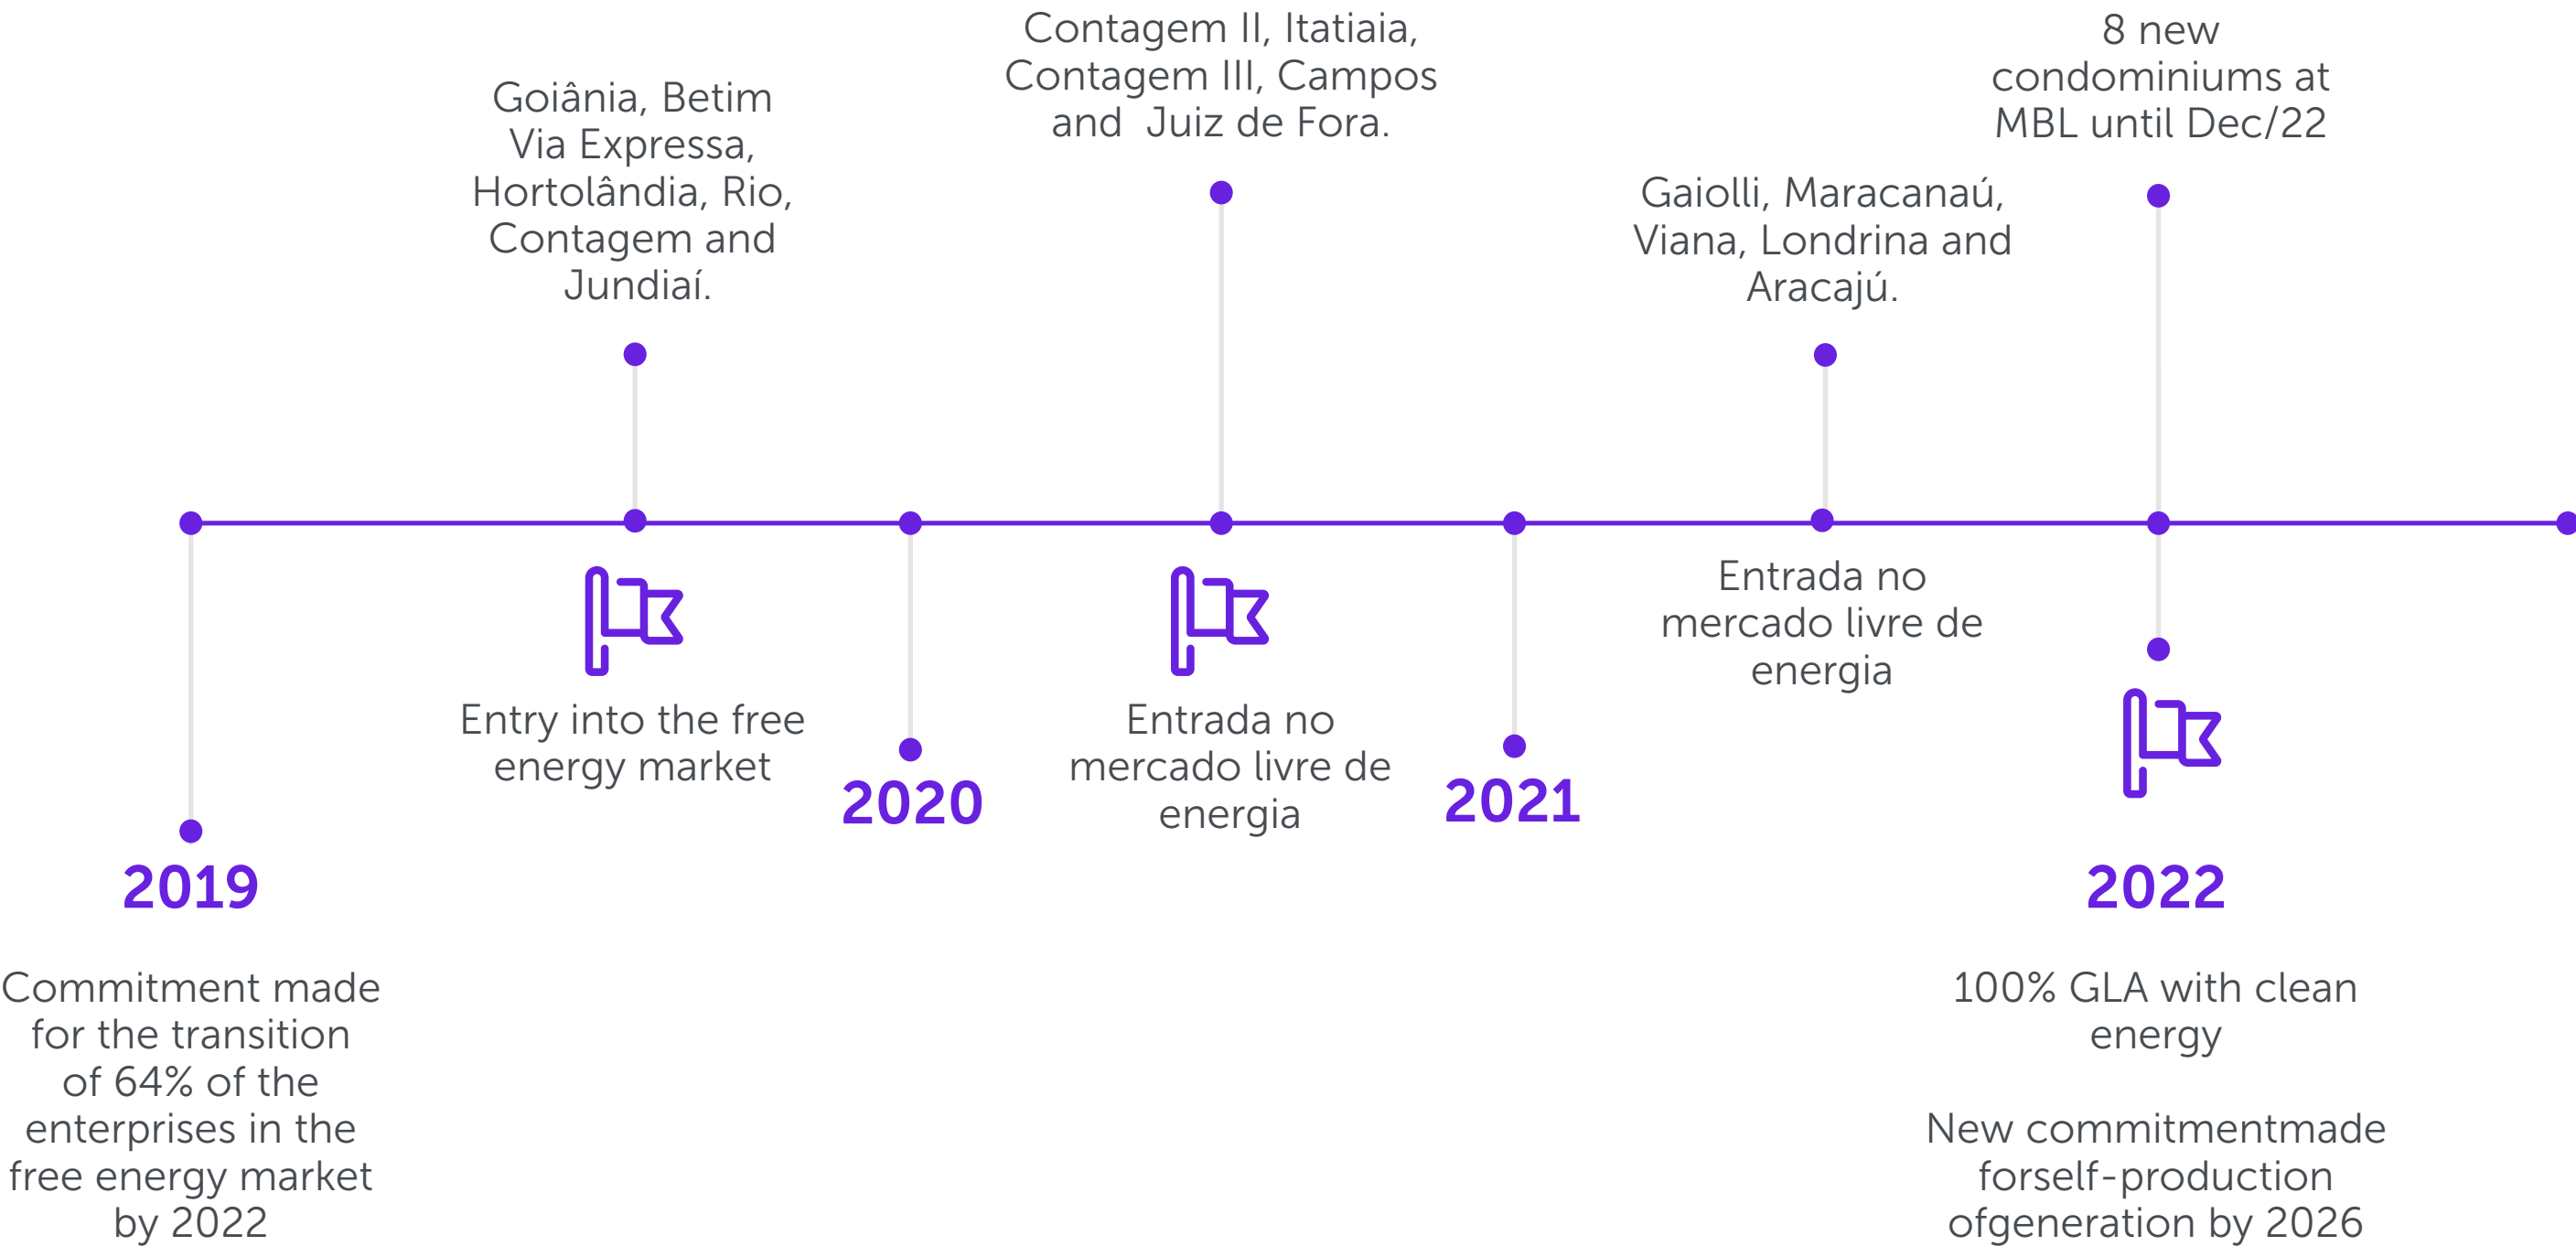 Goiânia, Betim
Via Expressa,
Hortolândia, Rio,
Contagem and
Jundiaí.
Contagem II, Itatiaia,
Contagem III, Campos
and Juiz de Fora.
Gaiolli, Maracanaú,
Viana, Londrina and
Aracajú.
8 new
condominiums at
MBL until Dec/22
Entry into the free
energy market
Entrada no
mercado livre de
energia
Entrada no
mercado livre de
energia
2019
Commitment made
for the transition
of 64% of the
enterprises in the
free energy market
by 2022
2020
2021
2022
100% GLA with clean
energy
New commitmentmade
forself-production
ofgeneration by 2026